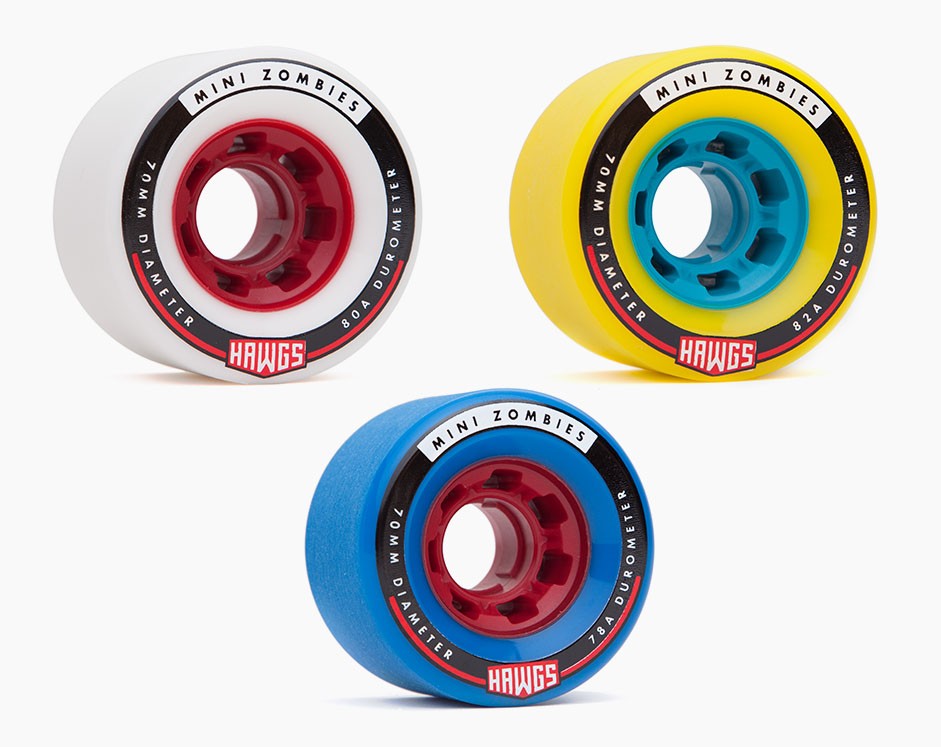 MINI ZOMBIES
70MM DIAMETER
80A DUROMETER
HAWGS
MINI ZOMBIES
70MM DIAMETER
82A DUROMETER
HAWGS
MINI ZOMBIES
70MM DIAMETER
78A DUROMETER
HAWGS